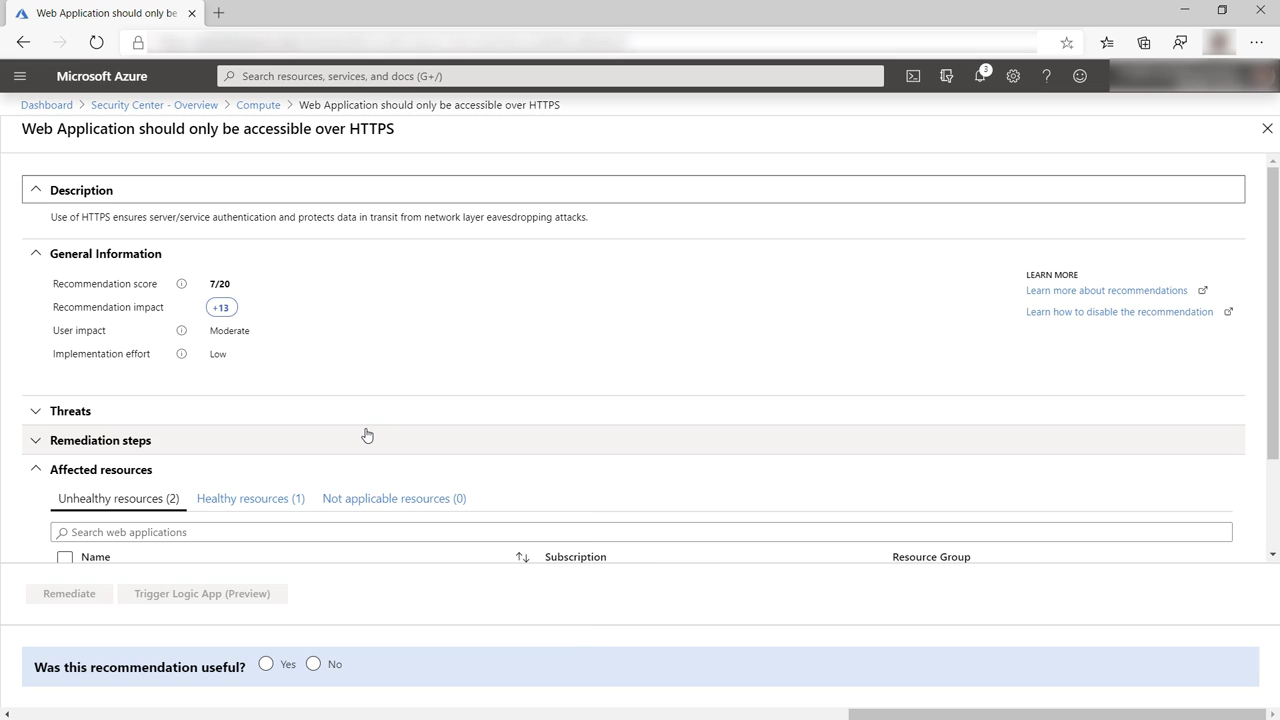 Web Application should only be
Microsoft Azure
Search resources, services, and docs (G+/)
3
Dashboard > Security Center - Overview > Compute > Web Application should only be accessible over HTTPS
Web Application should only be accessible over HTTPS
Description
Use of HTTPS ensures server/service authentication and protects data in transit from network layer eavesdropping attacks.
General Information
Recommendation score 7/20
Recommendation impact +13
User impact Moderate
Implementation effort Low
LEARN MORE
Learn more about recommendations
Learn how to disable the recommendation
Threats
Remediation steps
Affected resources
Unhealthy resources (2) Healthy resources (1) Not applicable resources (0)
Search web applications
Name Subscription Resource Group
Remediate Trigger Logic App (Preview)
Was this recommendation useful? Yes No